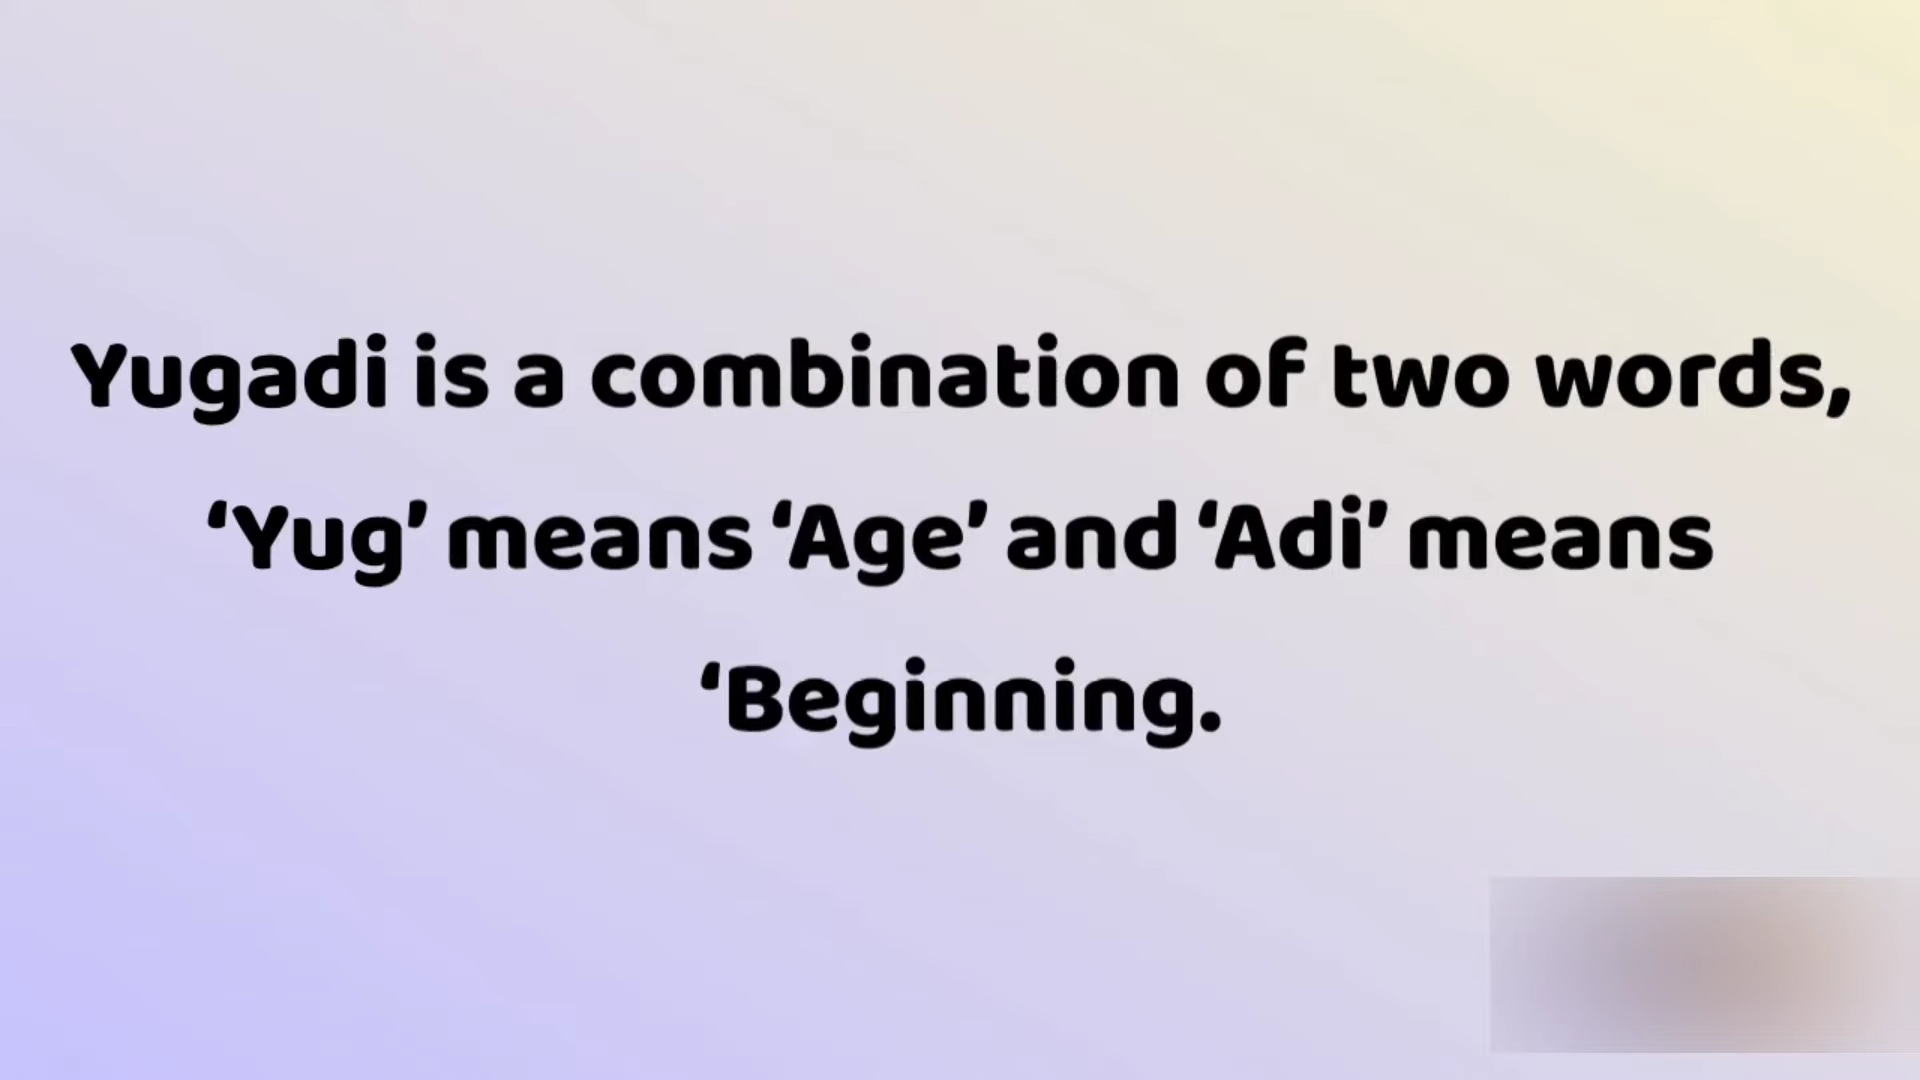 Yugadi is a combination of two words,
‘Yug’ means ‘Age’ and ‘Adi’ means
‘Beginning.